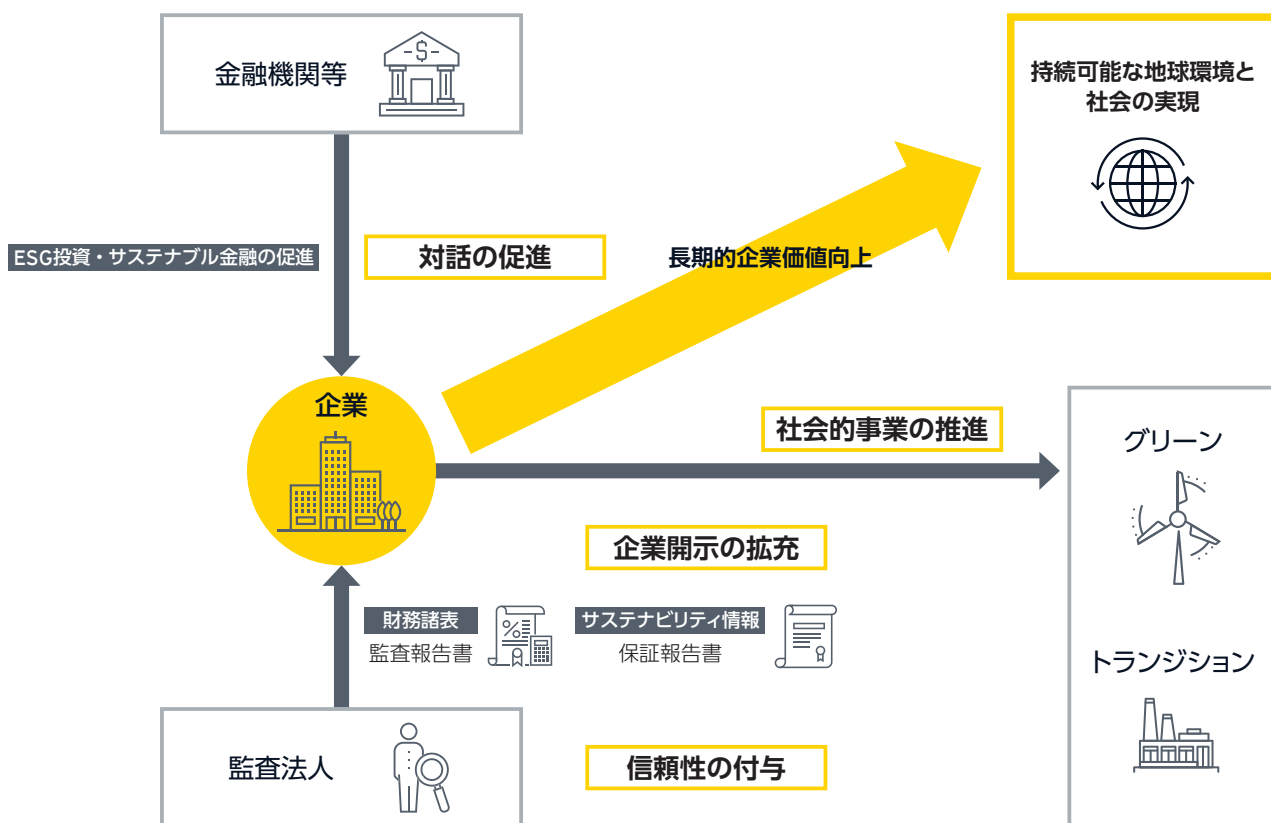 金融機関等
-$-
持続可能な地球環境と
社会の実現
ESG投資・サステナブル金融の促進
対話の促進
長期的企業価値向上
企業
社会的事業の推進
グリーン
企業開示の拡充
財務諸表
監査報告書
%
サステナビリティ情報
保証報告書
トランジション
監査法人
信頼性の付与